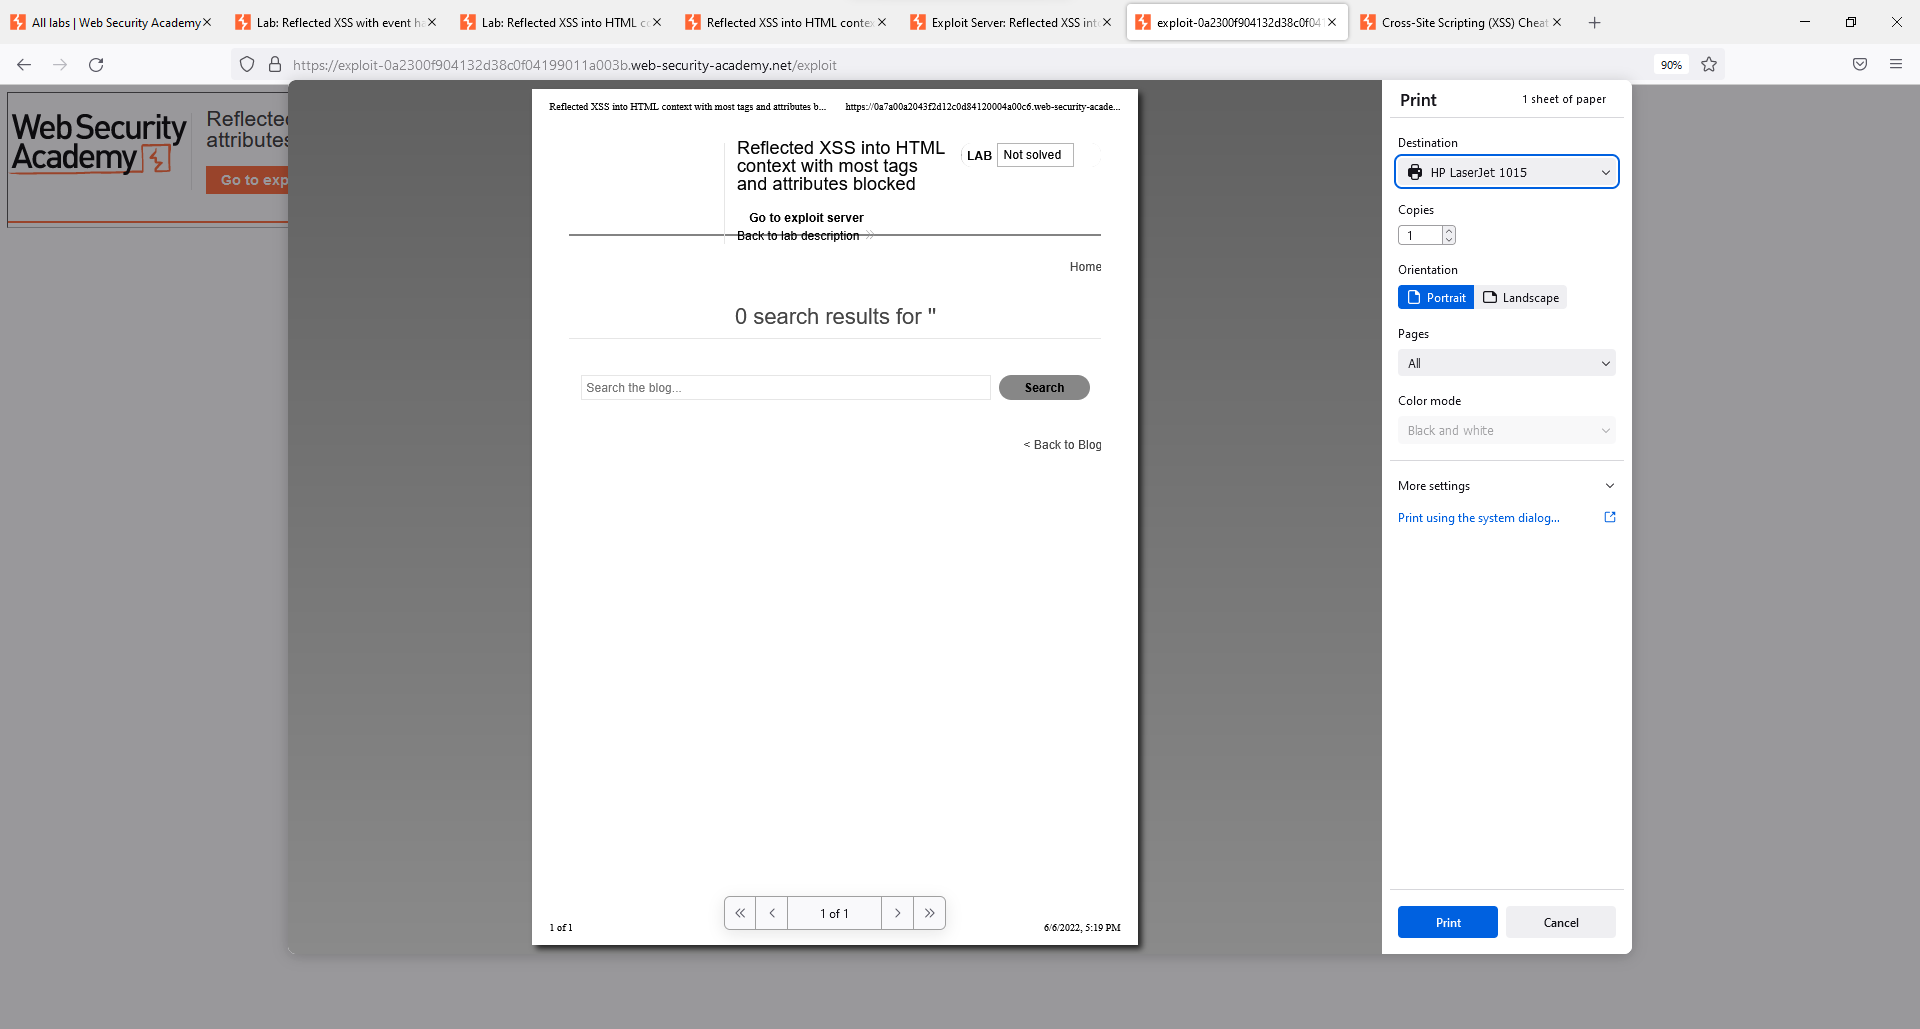 All labs | Web Security Academy
Lab: Reflected XSS with event ha
Lab: Reflected XSS into HTML co
Reflected XSS into HTML contex
Exploit Server: Reflected XSS int
exploit-0a2300f904132d38c0f041
Cross-Site Scripting (XSS) Cheat
https://exploit-0a2300f904132d38c0f04199011a003b.web-security-academy.net/exploit
90%
Web Security
Academy
Reflecte
attributes
Go to exp
Reflected XSS into HTML context with most tags and attributes b...
https://0a7a00a2043f2d12c0d84120004a00c6.web-security-acade...
Reflected XSS into HTML
context with most tags
and attributes blocked
LAB
Not solved
Go to exploit server
Back to lab description
Home
0 search results for ''
Search the blog...
Search
< Back to Blog
1 of 1
1 of 1
6/6/2022, 5:19 PM
Print
1 sheet of paper
Destination
HP LaserJet 1015
Copies
1
Orientation
Portrait
Landscape
Pages
All
Color mode
Black and white
More settings
Print using the system dialog...
Print
Cancel